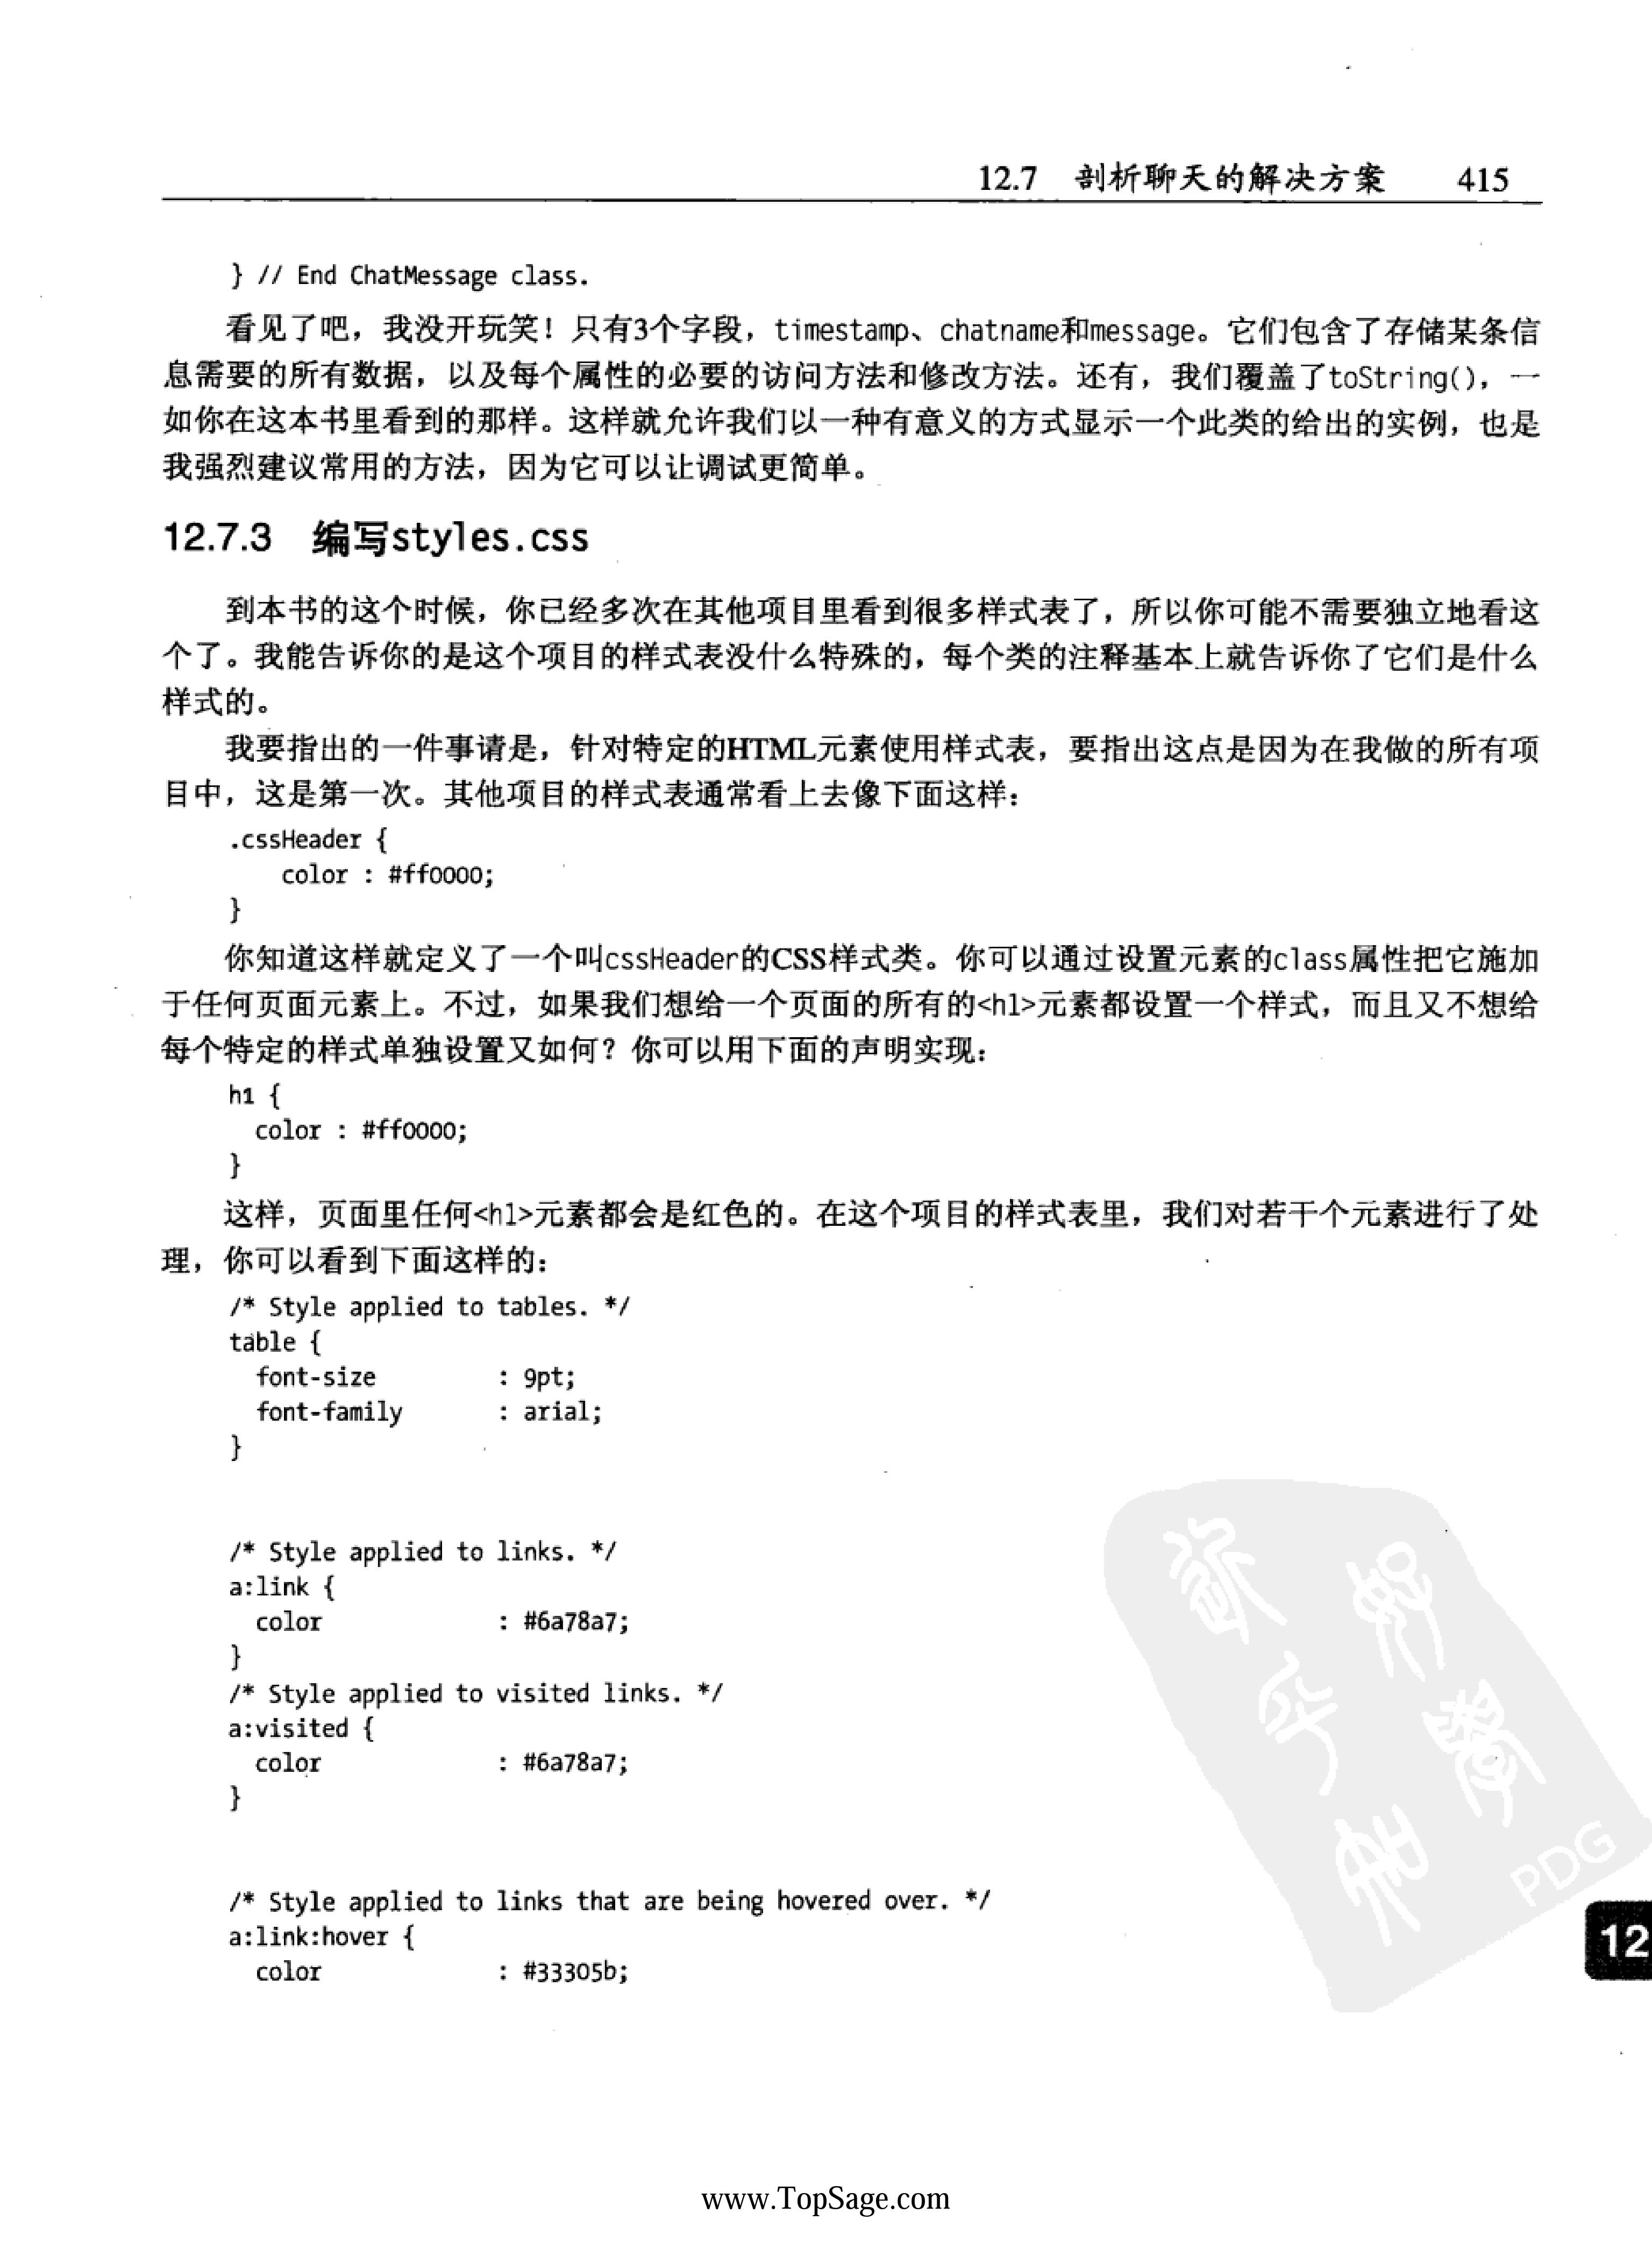 12.7 剖析聊天的解决方案 415
} // End ChatMessage class.
看见了吧，我没开玩笑！只有3个字段，timestamp、chatname和message。它们包含了存储某条信
息需要的所有数据，以及每个属性的必要的访问方法和修改方法。还有，我们覆盖了toString()，一
如你在这本书里看到的那样。这样就允许我们以一种有意义的方式显示一个此类的给出的实例，也是
我强烈建议常用的方法，因为它可以让调试更简单。
12.7.3 编写styles.css
到本书的这个时候，你已经多次在其他项目里看到很多样式表了，所以你可能不需要独立地看这
个了。我能告诉你的是这个项目的样式表没什么特殊的，每个类的注释基本上就告诉你了它们是什么
样式的。
我要指出的一件事请是，针对特定的HTML元素使用样式表，要指出这点是因为在我做的所有项
目中，这是第一次。其他项目的样式表通常看上去像下面这样：
.cssHeader {
color : #ff0000;
}
你知道这样就定义了一个叫cssHeader的CSS样式类。你可以通过设置元素的class属性把它施加
于任何页面元素上。不过，如果我们想给一个页面的所有的<h1>元素都设置一个样式，而且又不想给
每个特定的样式单独设置又如何？你可以用下面的声明实现：
h1 {
color : #ff0000;
}
这样，页面里任何<h1>元素都会是红色的。在这个项目的样式表里，我们对若干个元素进行了处
理，你可以看到下面这样的：
/* Style applied to tables. */
table {
font-size : 9pt;
font-family : arial;
}
/* Style applied to links. */
a:link {
color : #6a78a7;
}
/* Style applied to visited links. */
a:visited {
color : #6a78a7;
}
/* Style applied to links that are being hovered over. */
a:link:hover {
color : #33305b;
PDG
12
www.TopSage.com